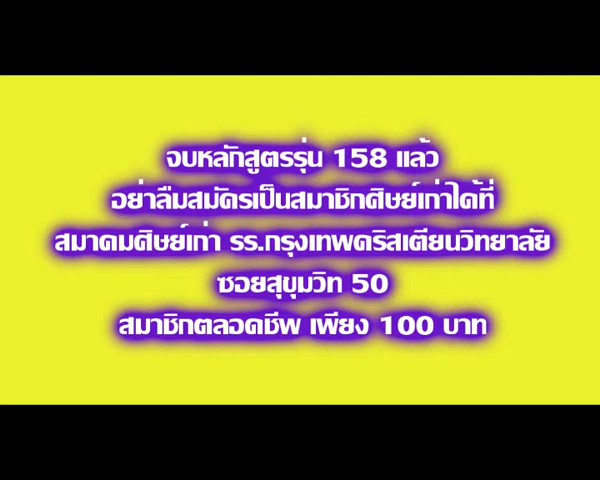 จบหลักสูตรรุ่น 158 แล้ว
อย่าลืมสมัครเป็นสมาชิกศิษย์เก่าได้ที่
สมาคมศิษย์เก่า รร.กรุงเทพคริสเตียนวิทยาลัย
ซอยสุขุมวิท 50
สมาชิกตลอดชีพ เพียง 100 บาท